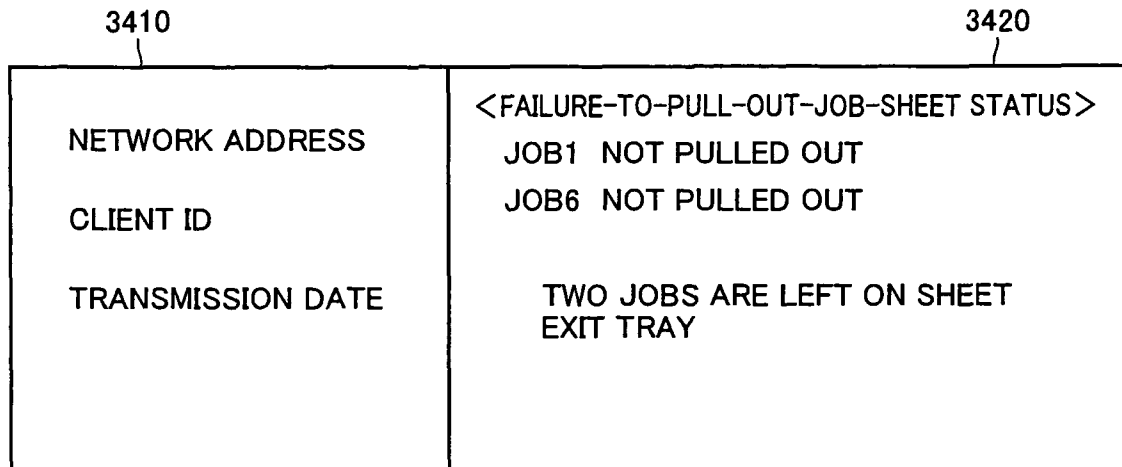 3410
3420
NETWORK ADDRESS
CLIENT ID
TRANSMISSION DATE
<FAILURE-TO-PULL-OUT-JOB-SHEET STATUS>
JOB1 NOT PULLED OUT
JOB6 NOT PULLED OUT
TWO JOBS ARE LEFT ON SHEET
EXIT TRAY